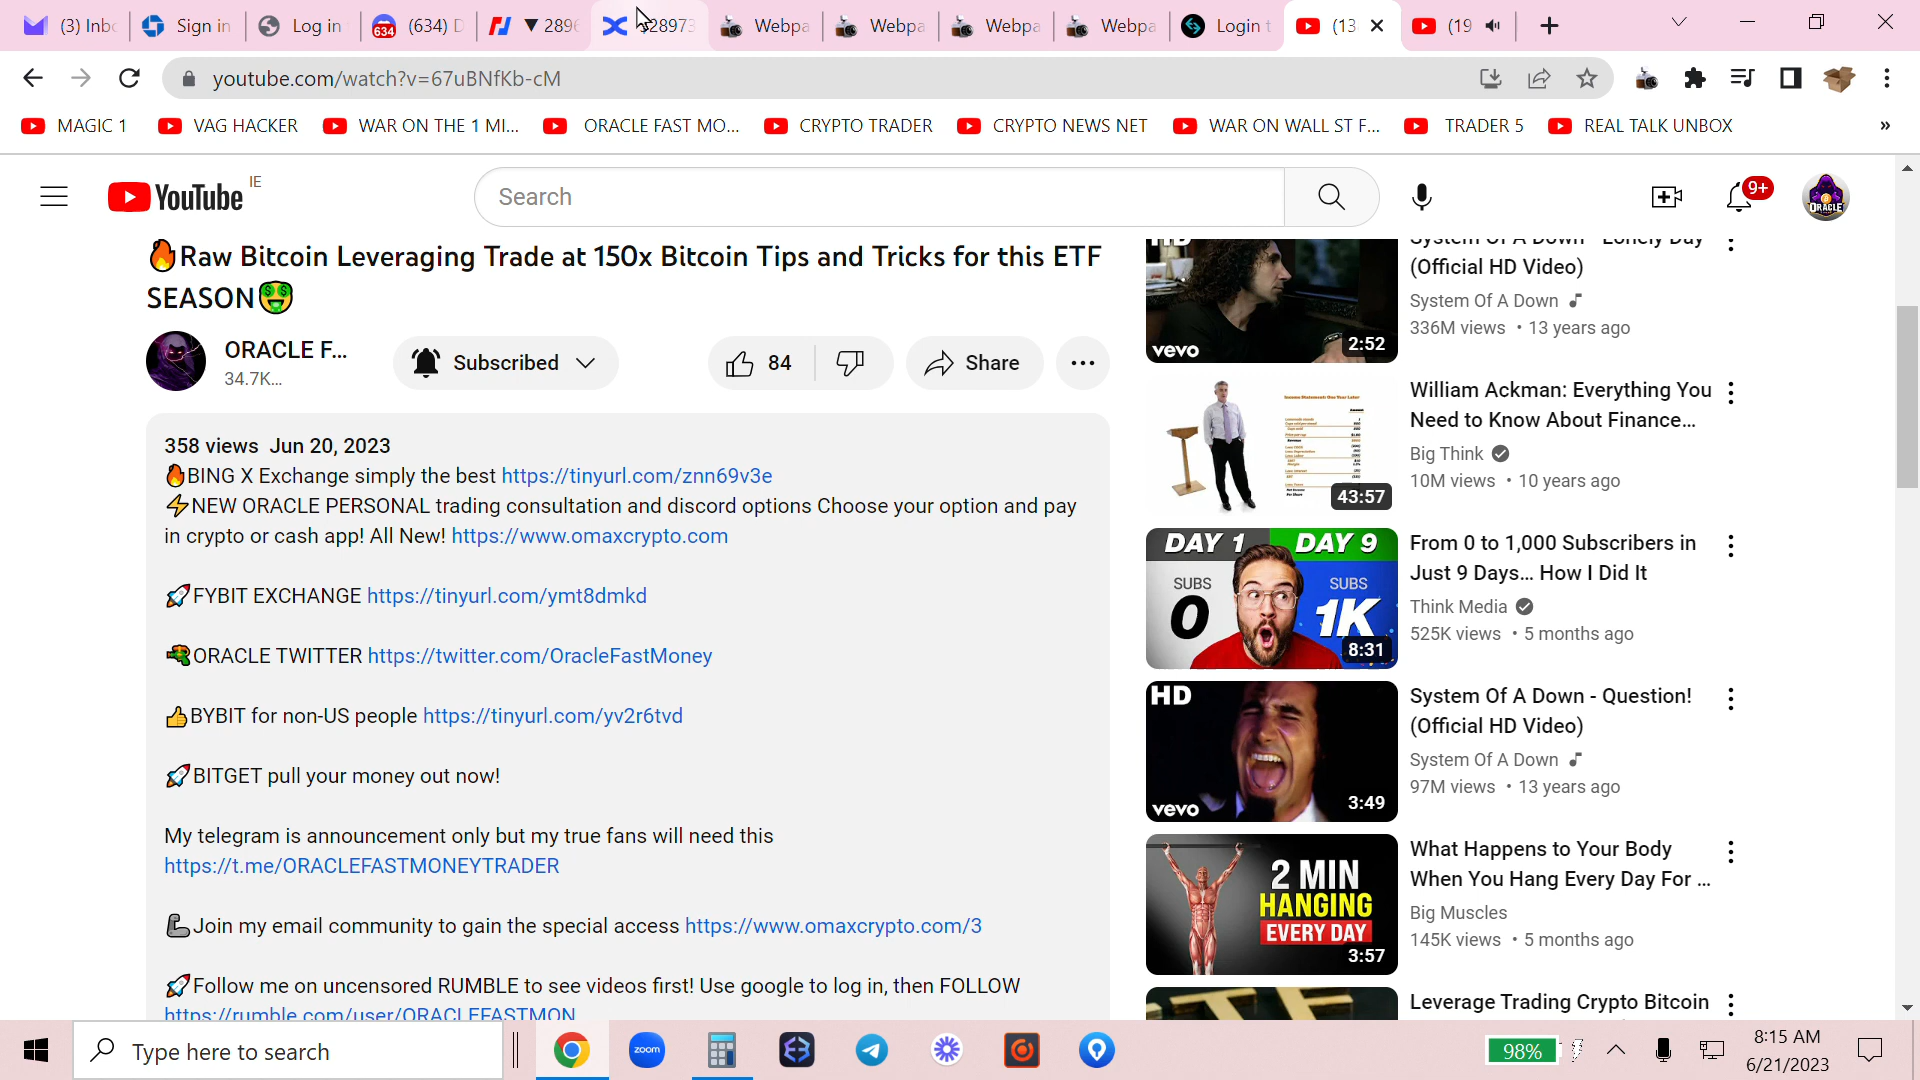 (3) Inb
Sign in
Log in
634
(634) D
▼ 289
$28973
Webpa
Webpa
Webpa
Webpa
Login t
(13
(19
youtube.com/watch?v=67uBNfKb-cM
MAGIC 1
VAG HACKER
WAR ON THE 1 MI...
ORACLE FAST MO...
CRYPTO TRADER
CRYPTO NEWS NET
WAR ON WALL ST F...
TRADER 5
REAL TALK UNBOX
»
YouTube IE
Search
9+
ORACLE
🔥Raw Bitcoin Leveraging Trade at 150x Bitcoin Tips and Tricks for this ETF
SEASON🤑
ORACLE F...
34.7K...
Subscribed
84
Share
358 views Jun 20, 2023
🔥BING X Exchange simply the best https://tinyurl.com/znn69v3e
⚡NEW ORACLE PERSONAL trading consultation and discord options Choose your option and pay
in crypto or cash app! All New! https://www.omaxcrypto.com
🚀FYBIT EXCHANGE https://tinyurl.com/ymt8dmkd
🔫ORACLE TWITTER https://twitter.com/OracleFastMoney
👍BYBIT for non-US people https://tinyurl.com/yv2r6tvd
🚀BITGET pull your money out now!
My telegram is announcement only but my true fans will need this
https://t.me/ORACLEFASTMONEYTRADER
🦾Join my email community to gain the special access https://www.omaxcrypto.com/3
🚀Follow me on uncensored RUMBLE to see videos first! Use google to log in, then FOLLOW
https://rumble.com/user/ORACLEFASTMON
HD
vevo
2:52
System Of A Down - Lonely Day
(Official HD Video)
System Of A Down
336M views • 13 years ago
43:57
William Ackman: Everything You
Need to Know About Finance...
Big Think
10M views • 10 years ago
DAY 1
DAY 9
SUBS
0
SUBS
1K
8:31
From 0 to 1,000 Subscribers in
Just 9 Days... How I Did It
Think Media
525K views • 5 months ago
HD
vevo
3:49
System Of A Down - Question!
(Official HD Video)
System Of A Down
97M views • 13 years ago
2 MIN
HANGING
EVERY DAY
3:57
What Happens to Your Body
When You Hang Every Day For ...
Big Muscles
145K views • 5 months ago
Leverage Trading Crypto Bitcoin
Type here to search
zoom
98%
8:15 AM
6/21/2023